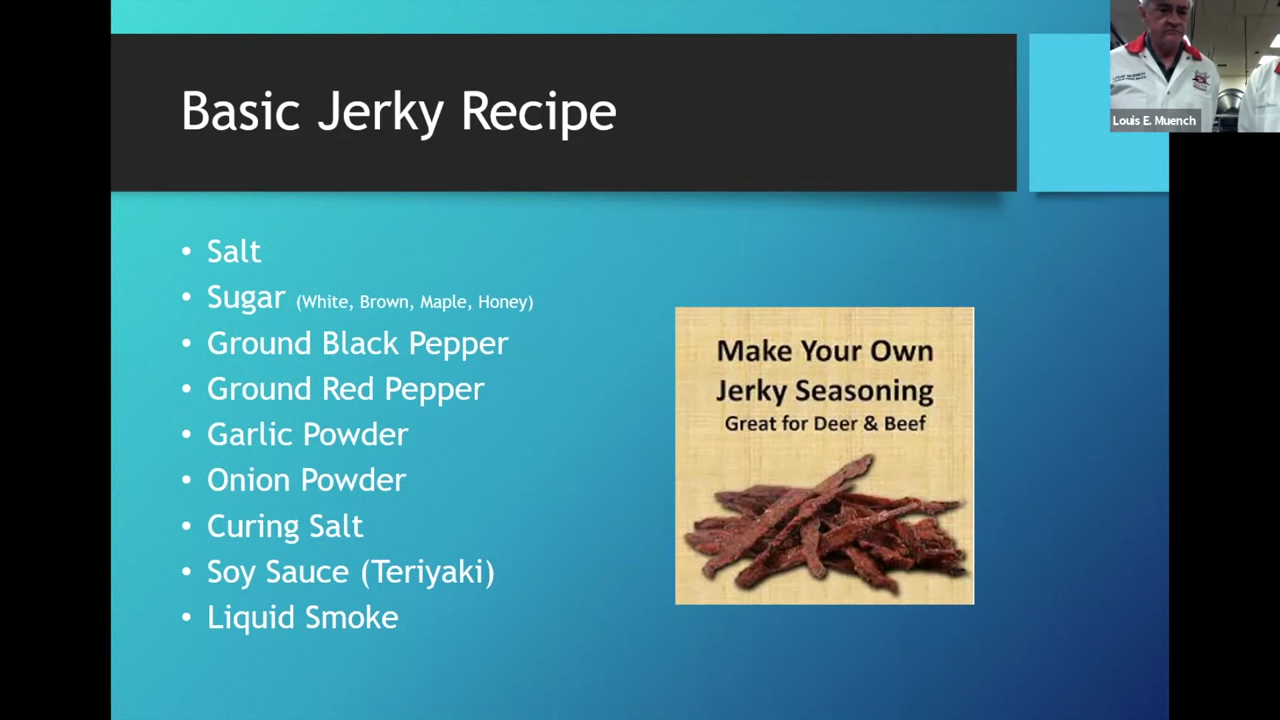 Basic Jerky Recipe
• Salt
• Sugar (White, Brown, Maple, Honey)
• Ground Black Pepper
• Ground Red Pepper
• Garlic Powder
• Onion Powder
• Curing Salt
• Soy Sauce (Teriyaki)
• Liquid Smoke
Make Your Own
Jerky Seasoning
Great for Deer & Beef
Louis E. Muench